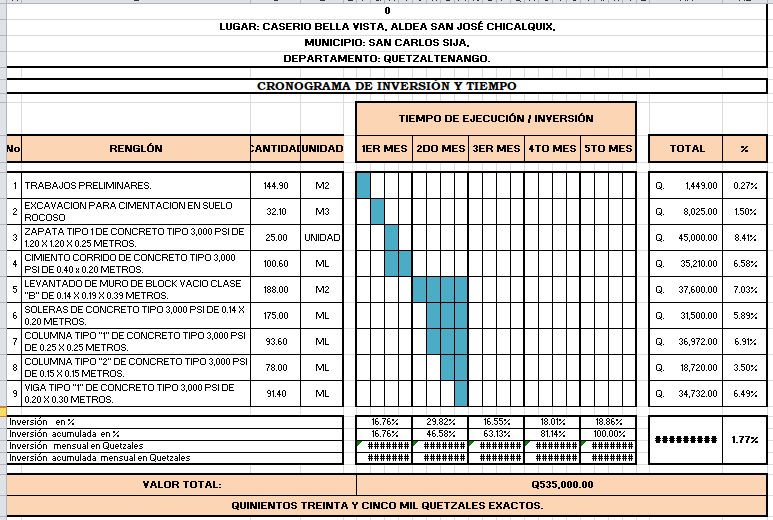 0
LUGAR: CASERIO BELLA VISTA, ALDEA SAN JOSÉ CHICALQUIX,
MUNICIPIO: SAN CARLOS SIJA,
DEPARTAMENTO: QUETZALTENANGO.
CRONOGRAMA DE INVERSIÓN Y TIEMPO
TIEMPO DE EJECUCIÓN / INVERSIÓN
No RENGLÓN CANTIDAD UNIDAD 1ER MES 2DO MES 3ER MES 4TO MES 5TO MES TOTAL %
1 TRABAJOS PRELIMINARES. 144.90 M2 Q. 1,449.00 0.27%
2 EXCAVACION PARA CIMENTACION EN SUELO
ROCOSO 32.10 M3 Q. 8,025.00 1.50%
3 ZAPATA TIPO 1 DE CONCRETO TIPO 3,000 PSI DE
1.20 X 1.20 X 0.25 METROS. 25.00 UNIDAD Q. 45,000.00 8.41%
4 CIMIENTO CORRIDO DE CONCRETO TIPO 3,000
PSI DE 0.40 x 0.20 METROS. 100.60 ML Q. 35,210.00 6.58%
5 LEVANTADO DE MURO DE BLOCK VACIO CLASE
"B" DE 0.14 X 0.19 X 0.39 METROS. 188.00 M2 Q. 37,600.00 7.03%
6 SOLERAS DE CONCRETO TIPO 3,000 PSI DE 0.14 X
0.20 METROS. 175.00 ML Q. 31,500.00 5.89%
7 COLUMNA TIPO "1" DE CONCRETO TIPO 3,000 PSI
DE 0.25 X 0.25 METROS. 93.60 ML Q. 36,972.00 6.91%
8 COLUMNA TIPO "2" DE CONCRETO TIPO 3,000 PSI
DE 0.15 X 0.15 METROS. 78.00 ML Q. 18,720.00 3.50%
9 VIGA TIPO "1" DE CONCRETO TIPO 3,000 PSI DE
0.20 X 0.30 METROS. 91.40 ML Q. 34,732.00 6.49%
Inversión en % 16.76% 29.82% 16.55% 18.01% 18.86%
Inversión acumulada en % 16.76% 46.58% 63.13% 81.14% 100.00%
Inversión mensual en Quetzales ####### ####### ####### ####### ####### ######### 1.77%
Inversión acumulada mensual en Quetzales ####### ####### ####### ####### #######
VALOR TOTAL: Q535,000.00
QUINIENTOS TREINTA Y CINCO MIL QUETZALES EXACTOS.